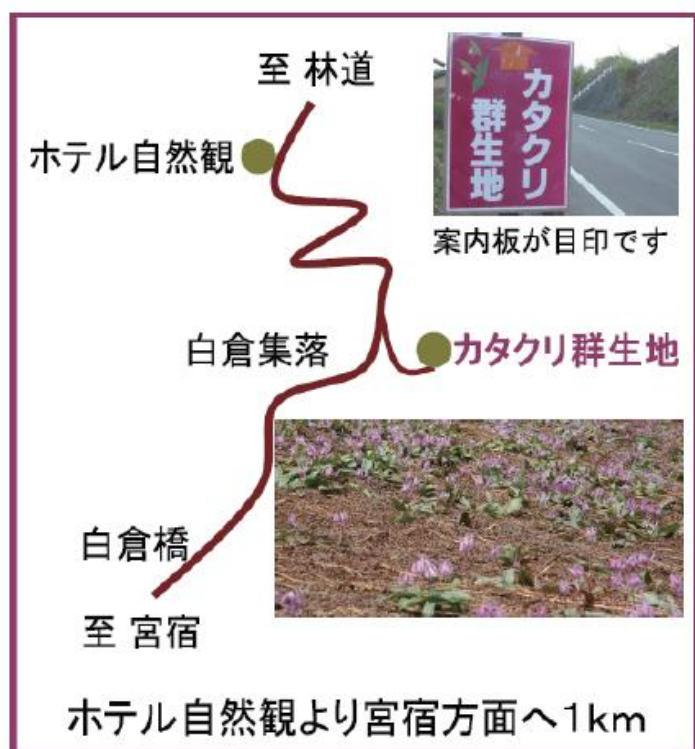 至 林道
ホテル自然観
カタクリ
群生地
案内板が目印です
白倉集落
カタクリ群生地
白倉橋
至 宮宿
ホテル自然観より宮宿方面へ1km